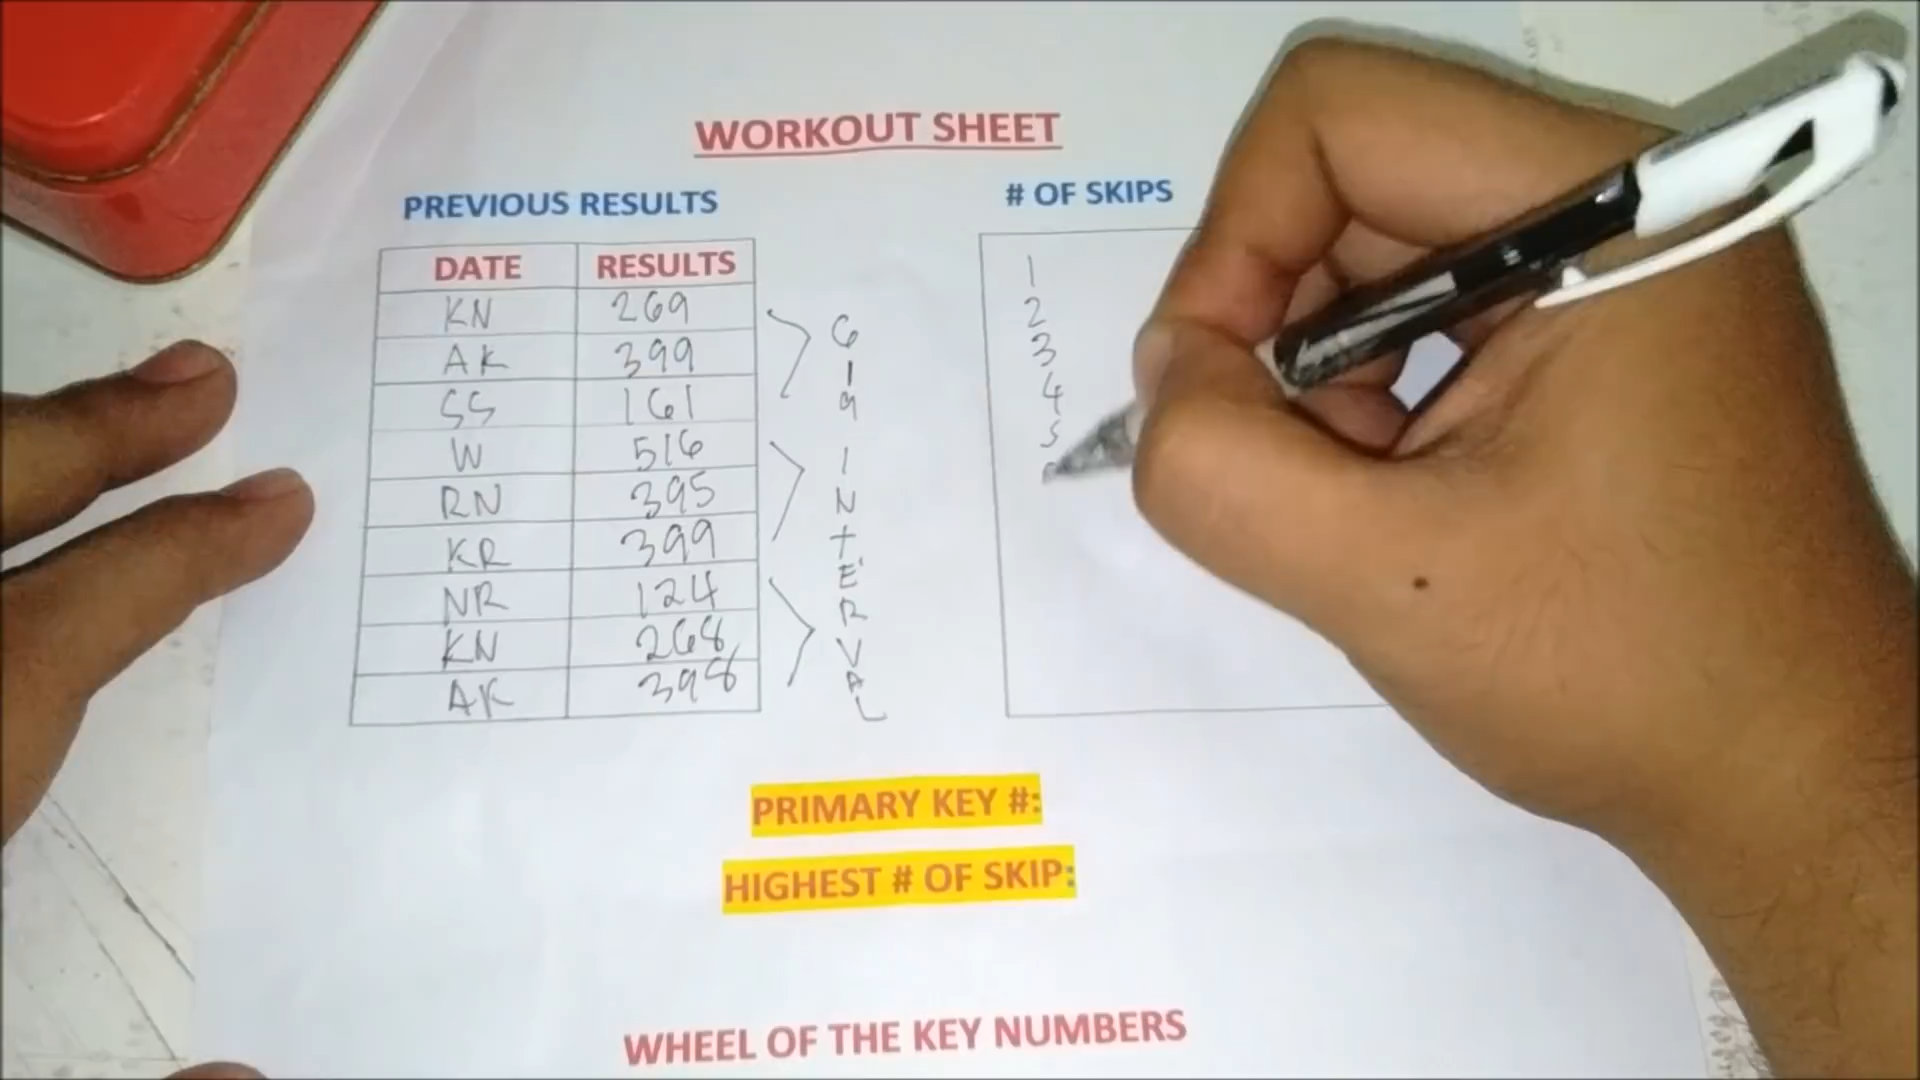 WORKOUT SHEET
PREVIOUS RESULTS
DATE RESULTS
KN 269
AK 399
SS 161
W 516
RN 395
KR 399
NR 124
KN 268
AK 398
6
1
9
I
N
T
E
R
V
A
L
# OF SKIPS
1
2
3
4
5
PRIMARY KEY #:
HIGHEST # OF SKIP:
WHEEL OF THE KEY NUMBERS